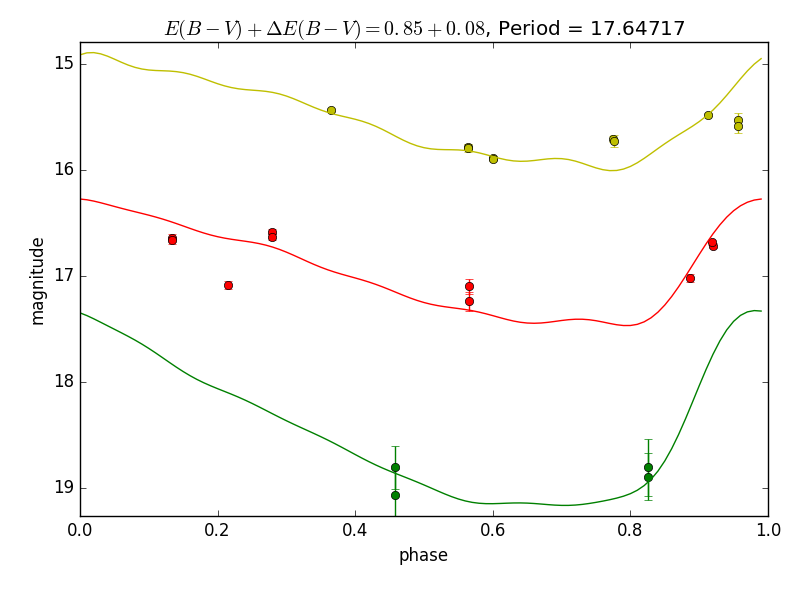 E(B − V) + ΔE(B − V) = 0.85 + 0.08, Period = 17.64717
15
16
17
18
19
magnitude
0.0 0.2 0.4 0.6 0.8 1.0
phase